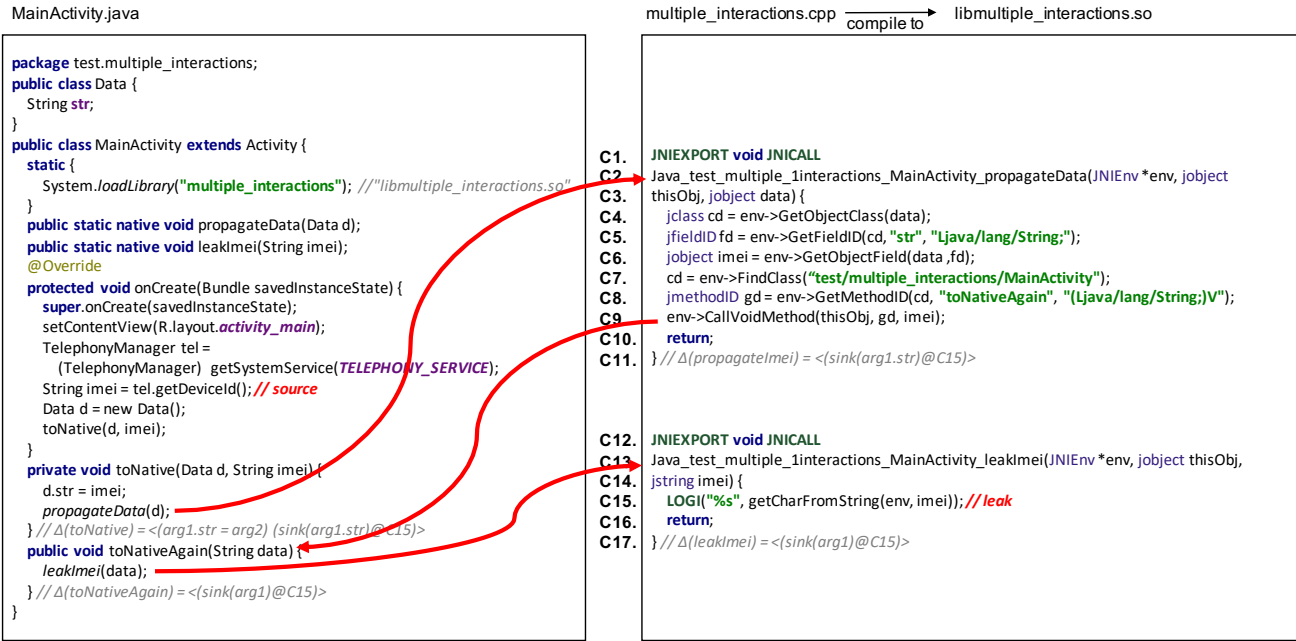 MainActivity.java
package test.multiple_interactions;
public class Data {
String str;
}
public class MainActivity extends Activity {
static {
System.loadLibrary("multiple_interactions"); //"libmultiple_interactions.so"
}
public static native void propagateData(Data d);
public static native void leakImei(String imei);
@Override
protected void onCreate(Bundle savedInstanceState) {
super.onCreate(savedInstanceState);
setContentView(R.layout.activity_main);
TelephonyManager tel =
(TelephonyManager) getSystemService(TELEPHONY_SERVICE);
String imei = tel.getDeviceId(); // source
Data d = new Data();
toNative(d, imei);
}
private void toNative(Data d, String imei) {
d.str = imei;
propagateData(d);
} // Δ(toNative) = <(arg1.str = arg2) (sink(arg1.str)@C15)>
public void toNativeAgain(String data) {
leakImei(data);
} // Δ(toNativeAgain) = <(sink(arg1)@C15)>
}
multiple_interactions.cpp compile to libmultiple_interactions.so
C1. JNIEXPORT void JNICALL
C2. Java_test_multiple_1interactions_MainActivity_propagateData(JNIEnv *env, jobject
C3. thisObj, jobject data) {
C4. jclass cd = env->GetObjectClass(data);
C5. jfieldID fd = env->GetFieldID(cd, "str", "Ljava/lang/String;");
C6. jobject imei = env->GetObjectField(data ,fd);
C7. cd = env->FindClass(“test/multiple_interactions/MainActivity");
C8. jmethodID gd = env->GetMethodID(cd, "toNativeAgain", "(Ljava/lang/String;)V");
C9. env->CallVoidMethod(thisObj, gd, imei);
C10. return;
C11. } // Δ(propagateImei) = <(sink(arg1.str)@C15)>
C12. JNIEXPORT void JNICALL
C13. Java_test_multiple_1interactions_MainActivity_leakImei(JNIEnv *env, jobject thisObj,
C14. jstring imei) {
C15. LOGI("%s", getCharFromString(env, imei)); // leak
C16. return;
C17. } // Δ(leakImei) = <(sink(arg1)@C15)>